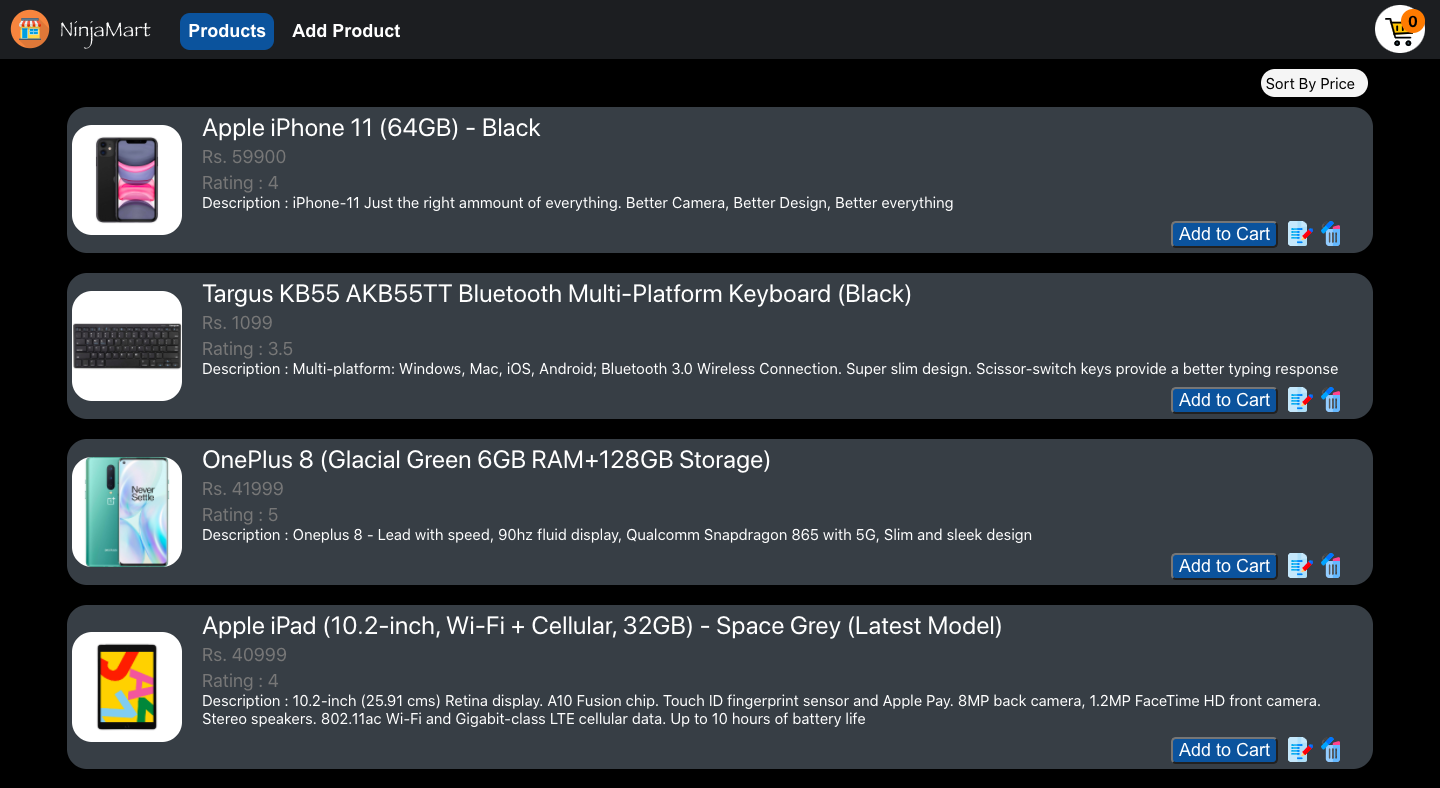 NinjaMart Products Add Product 0
Sort By Price
Apple iPhone 11 (64GB) - Black
Rs. 59900
Rating : 4
Description : iPhone-11 Just the right ammount of everything. Better Camera, Better Design, Better everything
Add to Cart
Targus KB55 AKB55TT Bluetooth Multi-Platform Keyboard (Black)
Rs. 1099
Rating : 3.5
Description : Multi-platform: Windows, Mac, iOS, Android; Bluetooth 3.0 Wireless Connection. Super slim design. Scissor-switch keys provide a better typing response
Add to Cart
OnePlus 8 (Glacial Green 6GB RAM+128GB Storage)
Never
Settle
Rs. 41999
Rating : 5
Description : Oneplus 8 - Lead with speed, 90hz fluid display, Qualcomm Snapdragon 865 with 5G, Slim and sleek design
Add to Cart
Apple iPad (10.2-inch, Wi-Fi + Cellular, 32GB) - Space Grey (Latest Model)
Rs. 40999
Rating : 4
Description : 10.2-inch (25.91 cms) Retina display. A10 Fusion chip. Touch ID fingerprint sensor and Apple Pay. 8MP back camera, 1.2MP FaceTime HD front camera.
Stereo speakers. 802.11ac Wi-Fi and Gigabit-class LTE cellular data. Up to 10 hours of battery life
Add to Cart